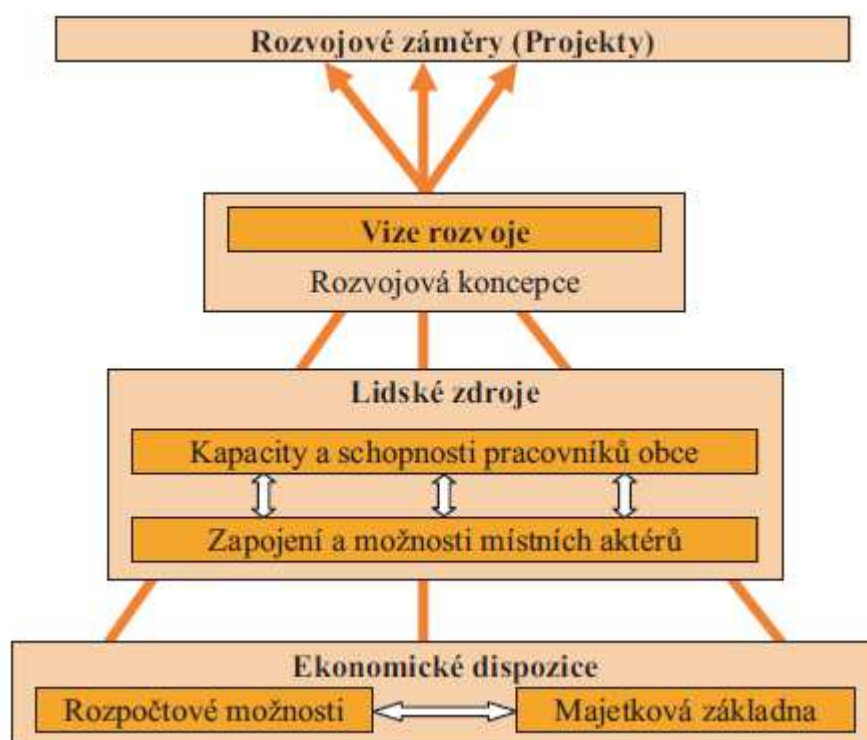 Rozvojové záměry (Projekty)
Vize rozvoje
Rozvojová koncepce
Lidské zdroje
Kapacity a schopnosti pracovníků obce
Zapojení a možnosti místních aktérů
Ekonomické dispozice
Rozpočtové možnosti
Majetková základna